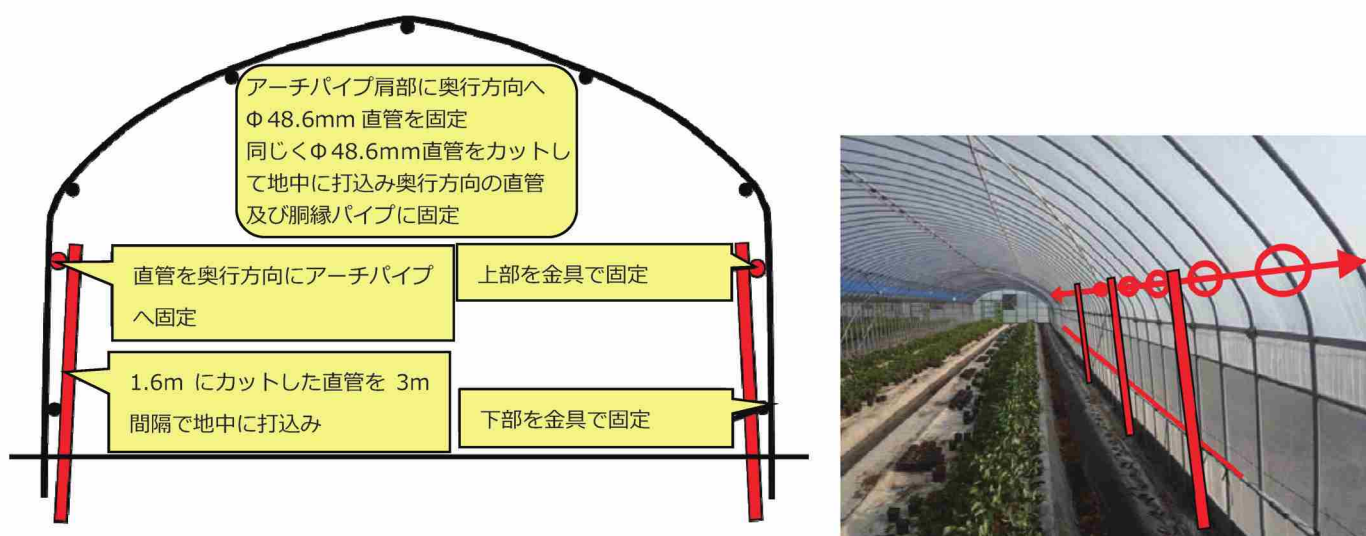 アーチパイプ肩部に奥行方向へ
Φ48.6mm 直管を固定
同じくΦ48.6mm直管をカットし
て地中に打込み奥行方向の直管
及び胴縁パイプに固定
直管を奥行方向にアーチパイプ
へ固定
上部を金具で固定
1.6m にカットした直管を 3m
間隔で地中に打込み
下部を金具で固定